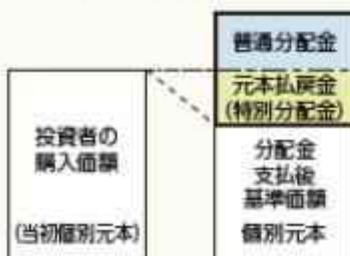 普通分配金
元本払戻金
(特別分配金)
投資者の
購入価額
(当初個別元本)
分配金
支払後
基準価額
個別元本